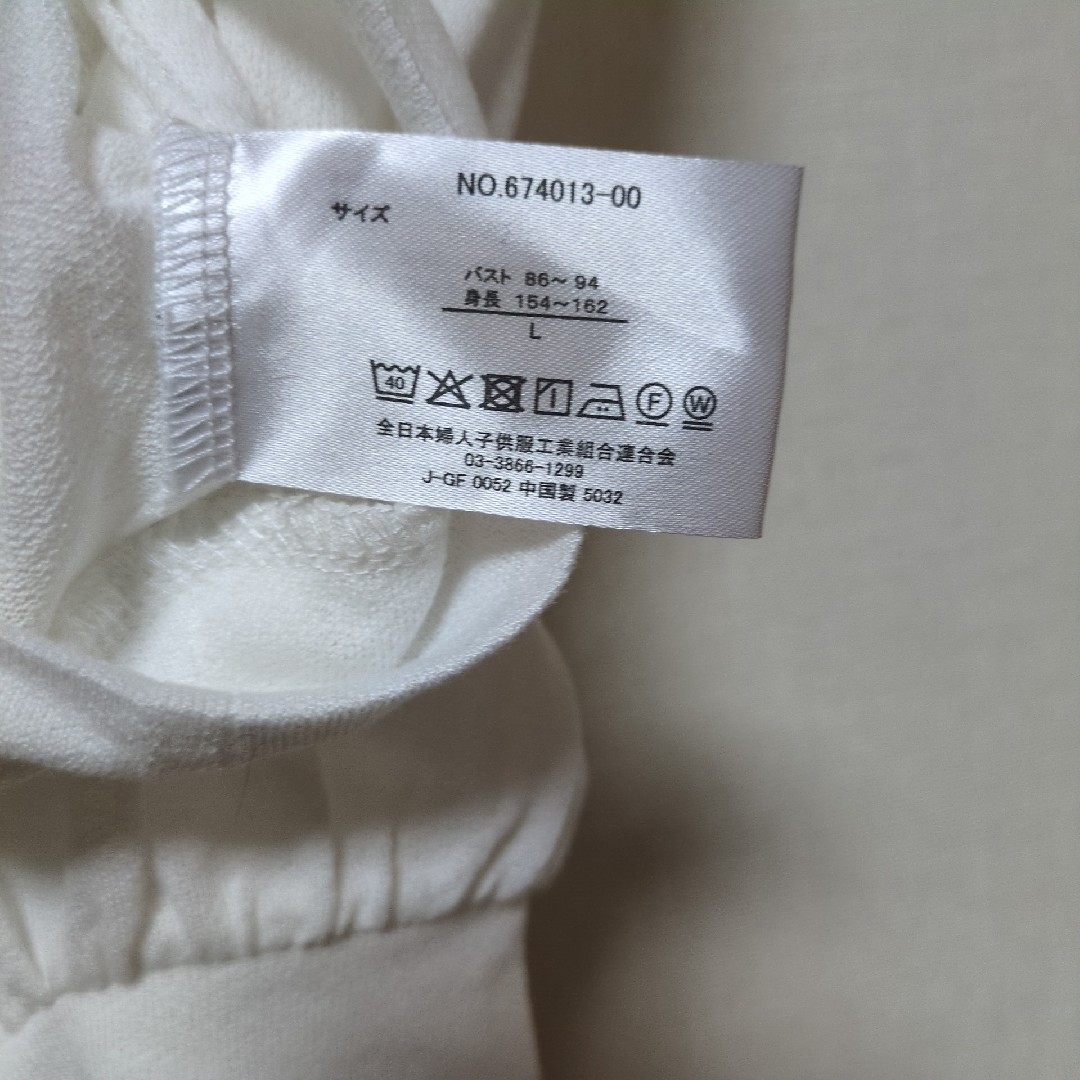 NO.674013-00
サイズ
バスト 86～94
身長 154～162
L
40 F W
全日本婦人子供服工業組合連合会
03-3866-1299
J-GF 0052 中国製 5032